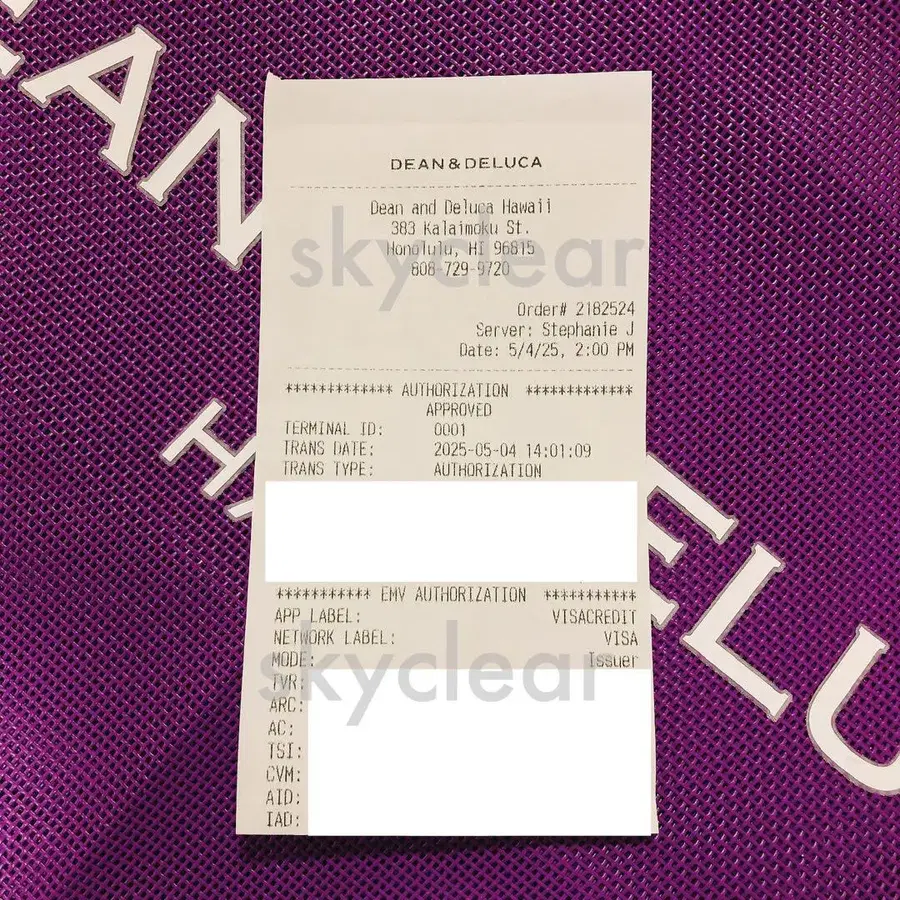 EAN
HA
ELU
DEAN & DELUCA
Dean and Deluca Hawaii
383 Kalaimoku St.
Honolulu, HI 96815
808-729-9720
skyclear
Order# 2182524
Server: Stephanie J
Date: 5/4/25, 2:00 PM
************* AUTHORIZATION *************
APPROVED
TERMINAL ID: 0001
TRANS DATE: 2025-05-04 14:01:09
TRANS TYPE: AUTHORIZATION
*********** EMV AUTHORIZATION ***********
APP LABEL: VISACREDIT
NETWORK LABEL: VISA
MODE: Issuer
skyclear
TVR:
ARC:
AC:
TSI:
CVM:
AID:
IAD: